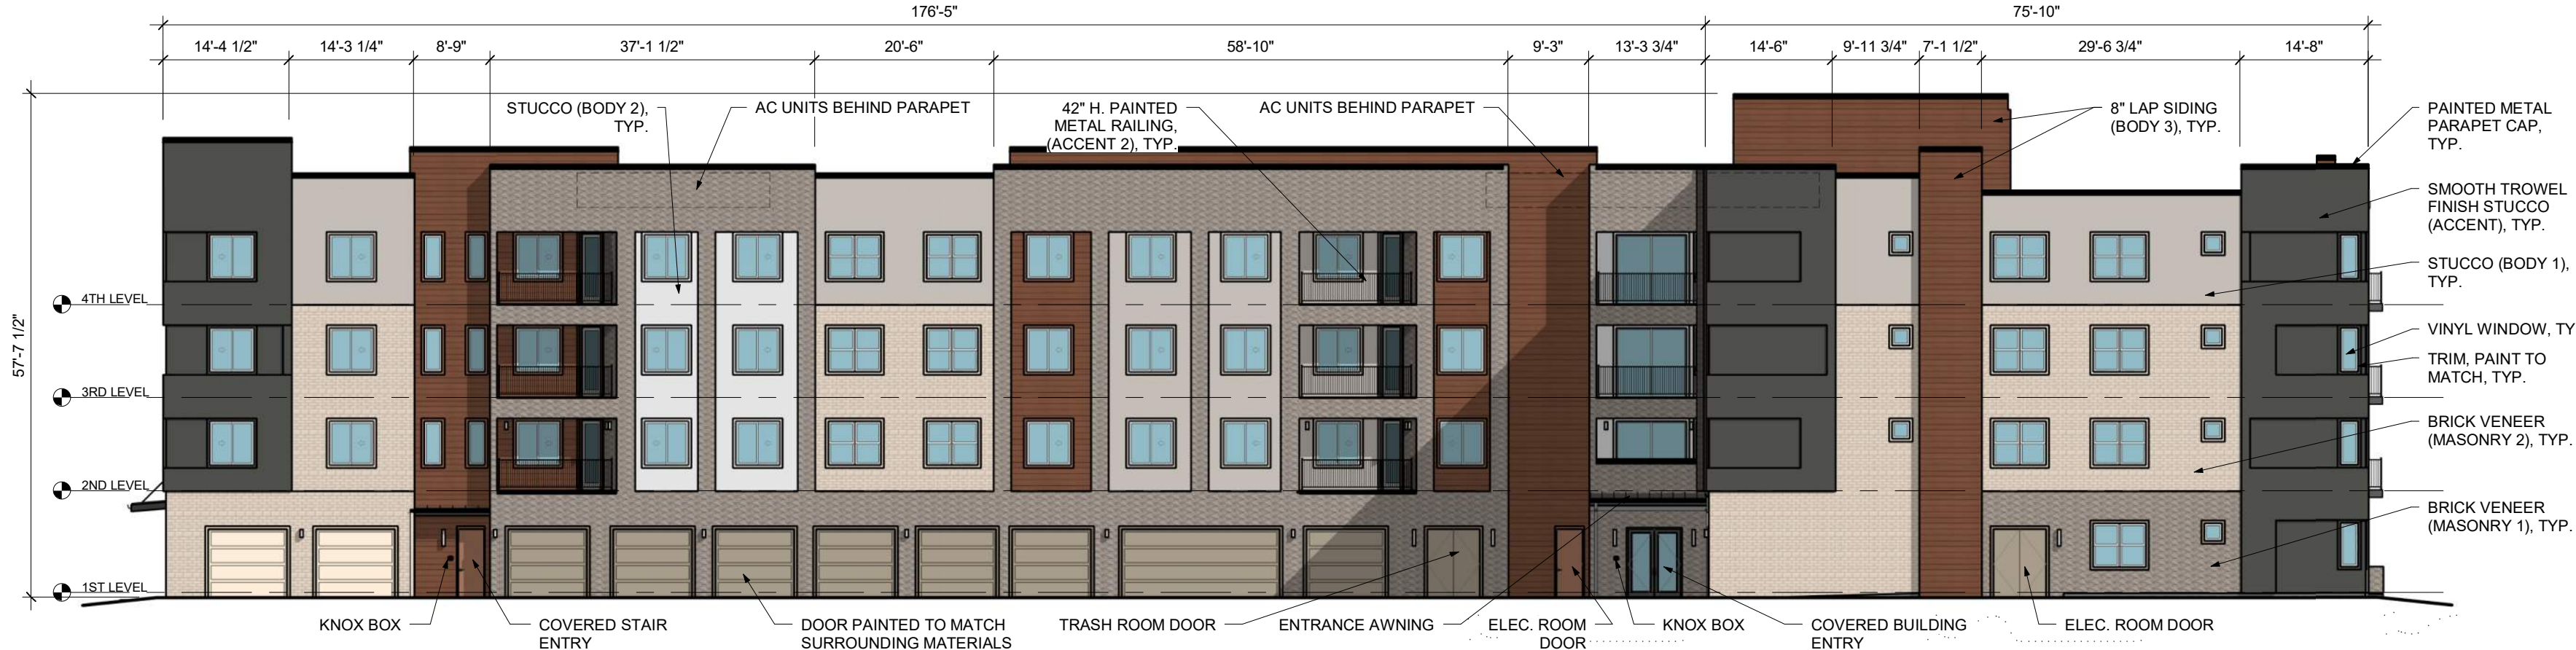 176'-5"
75'-10"
14'-4 1/2"
14'-3 1/4"
8'-9"
37'-1 1/2"
20'-6"
58'-10"
9'-3"
13'-3 3/4"
14'-6"
9'-11 3/4"
7'-1 1/2"
29'-6 3/4"
14'-8"
57'-7 1/2"
STUCCO (BODY 2),
TYP.
AC UNITS BEHIND PARAPET
42" H. PAINTED
METAL RAILING,
(ACCENT 2), TYP.
AC UNITS BEHIND PARAPET
8" LAP SIDING
(BODY 3), TYP.
PAINTED METAL
PARAPET CAP,
TYP.
SMOOTH TROWEL
FINISH STUCCO
(ACCENT), TYP.
STUCCO (BODY 1),
TYP.
VINYL WINDOW, TY
TRIM, PAINT TO
MATCH, TYP.
BRICK VENEER
(MASONRY 2), TYP.
BRICK VENEER
(MASONRY 1), TYP.
4TH LEVEL
3RD LEVEL
2ND LEVEL
1ST LEVEL
KNOX BOX
COVERED STAIR
ENTRY
DOOR PAINTED TO MATCH
SURROUNDING MATERIALS
TRASH ROOM DOOR
ENTRANCE AWNING
ELEC. ROOM
DOOR
KNOX BOX
COVERED BUILDING
ENTRY
ELEC. ROOM DOOR